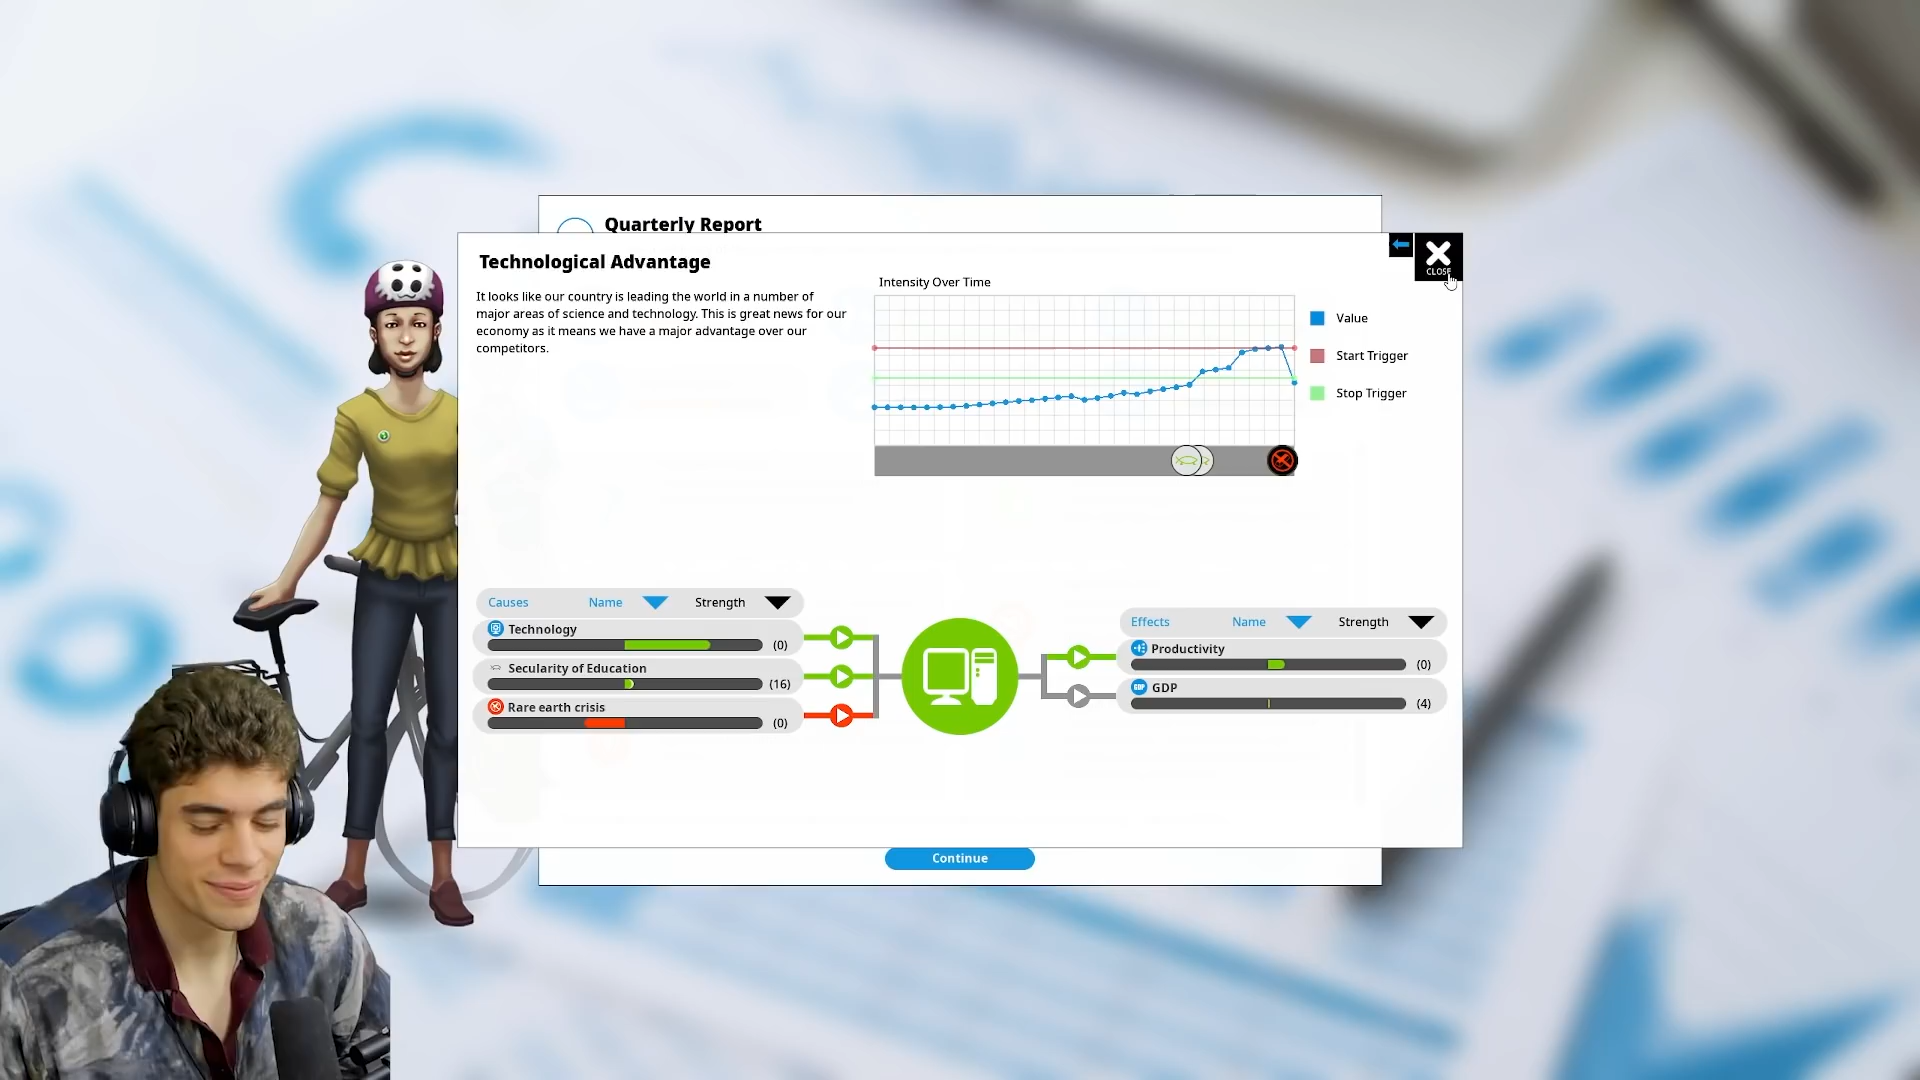 Quarterly Report
Technological Advantage
CLOSE
It looks like our country is leading the world in a number of
major areas of science and technology. This is great news for our
economy as it means we have a major advantage over our
competitors.
Intensity Over Time
Value
Start Trigger
Stop Trigger
Causes Name Strength
Technology
(0)
Secularity of Education
(16)
Rare earth crisis
(0)
Effects Name Strength
Productivity
(0)
GDP GDP
(4)
Continue